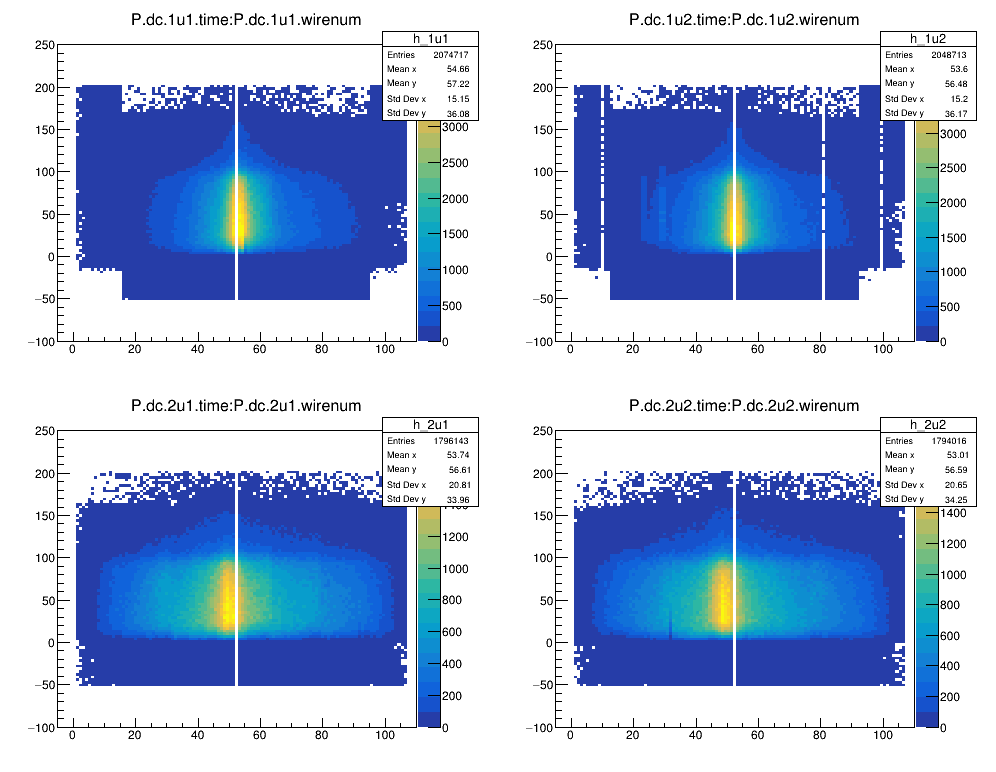 P.dc.1u1.time:P.dc.1u1.wirenum
h_1u1
Entries 2074717
Mean x 54.66
Mean y 57.22
Std Dev x 15.15
Std Dev y 36.08
250
200
150
100
50
0
−50
−100
0 20 40 60 80 100
3000
2500
2000
1500
1000
500
0
P.dc.1u2.time:P.dc.1u2.wirenum
h_1u2
Entries 2048713
Mean x 53.6
Mean y 56.48
Std Dev x 15.2
Std Dev y 36.17
250
200
150
100
50
0
−50
−100
0 20 40 60 80 100
3000
2500
2000
1500
1000
500
0
P.dc.2u1.time:P.dc.2u1.wirenum
h_2u1
Entries 1796143
Mean x 53.74
Mean y 56.61
Std Dev x 20.81
Std Dev y 33.96
250
200
150
100
50
0
−50
−100
0 20 40 60 80 100
1200
1000
800
600
400
200
0
P.dc.2u2.time:P.dc.2u2.wirenum
h_2u2
Entries 1794016
Mean x 53.01
Mean y 56.59
Std Dev x 20.65
Std Dev y 34.25
250
200
150
100
50
0
−50
−100
0 20 40 60 80 100
1400
1200
1000
800
600
400
200
0